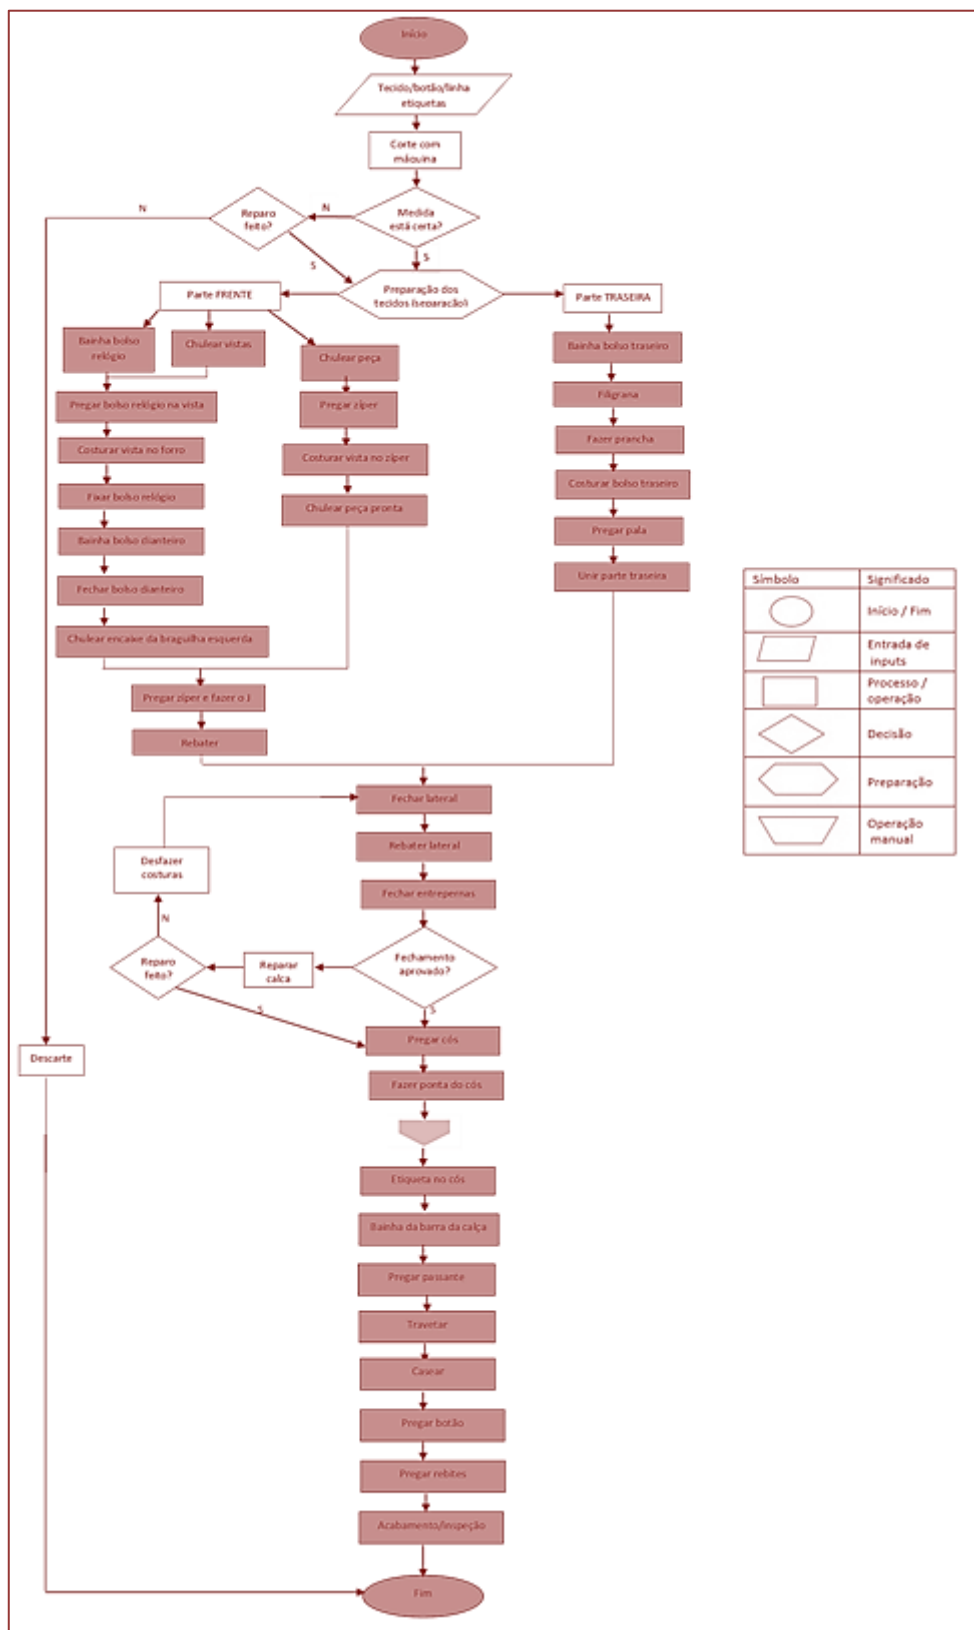 Início
Tecido/botão/linha
etiquetas
Corte com
máquina
N
Reparo
feito?
N
Medida
está certa?
S
S
Preparação dos
tecidos (separação)
Parte FRENTE
Parte TRASEIRA
Bainha bolso
relógio
Chulear vistas
Chulear peça
Bainha bolso traseiro
Pregar bolso relógio na vista
Pregar zíper
Filigrana
Costurar vista no forro
Costurar vista no zíper
Fazer prancha
Fixar bolso relógio
Chulear peça pronta
Costurar bolso traseiro
Bainha bolso dianteiro
Pregar pala
Fechar bolso dianteiro
Unir parte traseira
Chulear encaixe da braguilha esquerda
Pregar zíper e fazer o J
Rebater
Símbolo Significado
Início / Fim
Entrada de
inputs
Processo /
operação
Decisão
Preparação
Operação
manual
Fechar lateral
Rebater lateral
Desfazer
costuras
Fechar entrepernas
N
Reparo
feito?
Reparar
calca
Fechamento
aprovado?
S
S
Pregar cós
Descarte
Fazer ponta do cós
Etiqueta no cós
Bainha da barra da calça
Pregar passante
Travetar
Casear
Pregar botão
Pregar rebites
Acabamento/inspeção
Fim